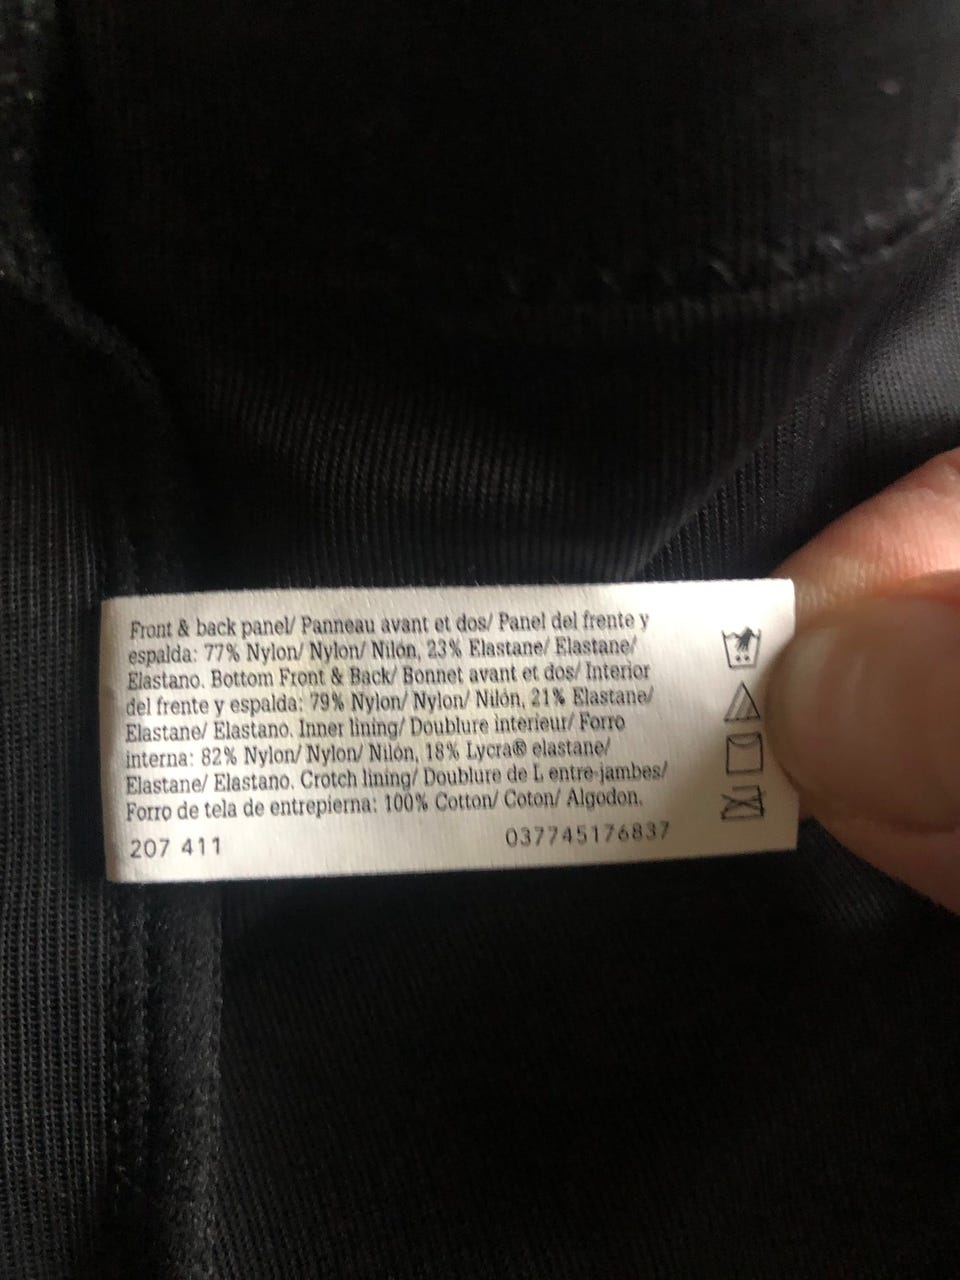 Front & back panel/ Panneau avant et dos/ Panel del frente y
espalda: 77% Nylon/ Nylon/ Nilón, 23% Elastane/ Elastane/
Elastano. Bottom Front & Back/ Bonnet avant et dos/ Interior
del frente y espalda: 79% Nylon/ Nylon/ Nilón, 21% Elastane/
Elastane/ Elastano. Inner lining/ Doublure interieur/ Forro
interna: 82% Nylon/ Nylon/ Nilón, 18% Lycra® elastane/
Elastane/ Elastano. Crotch lining/ Doublure de L entre-jambes/
Forro de tela de entrepierna: 100% Cotton/ Coton/ Algodon.
207 411 037745176837